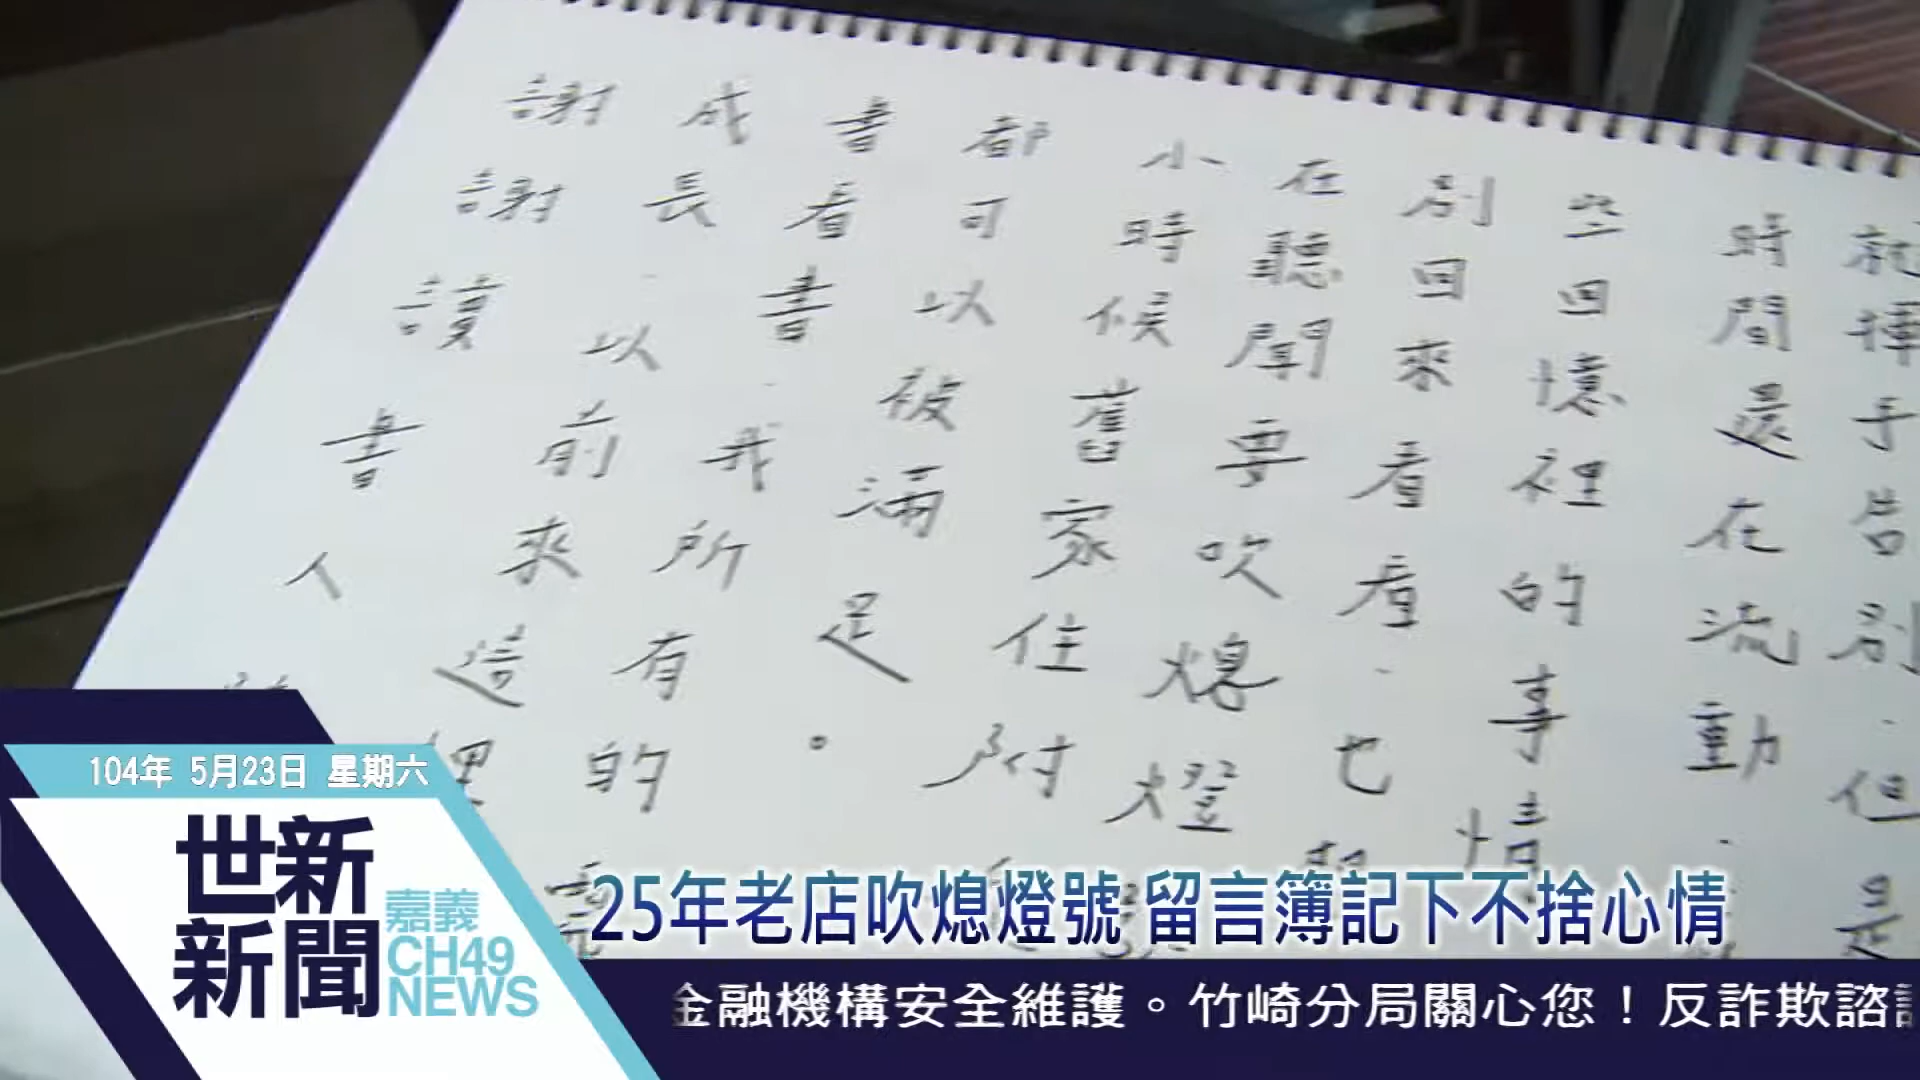 就揮手告別，但是
時間還在流動，
些回憶裡的事情，
別回來看看，也
在聽聞要吹熄燈
小時候舊家住附
都可以被滿足。
書看書，我所有的
成長，以前來這裡
謝謝讀書人
104年 5月23日 星期六
世新
新聞
嘉義
CH49
NEWS
25年老店吹熄燈號 留言簿記下不捨心情
金融機構安全維護。竹崎分局關心您！反詐欺諮